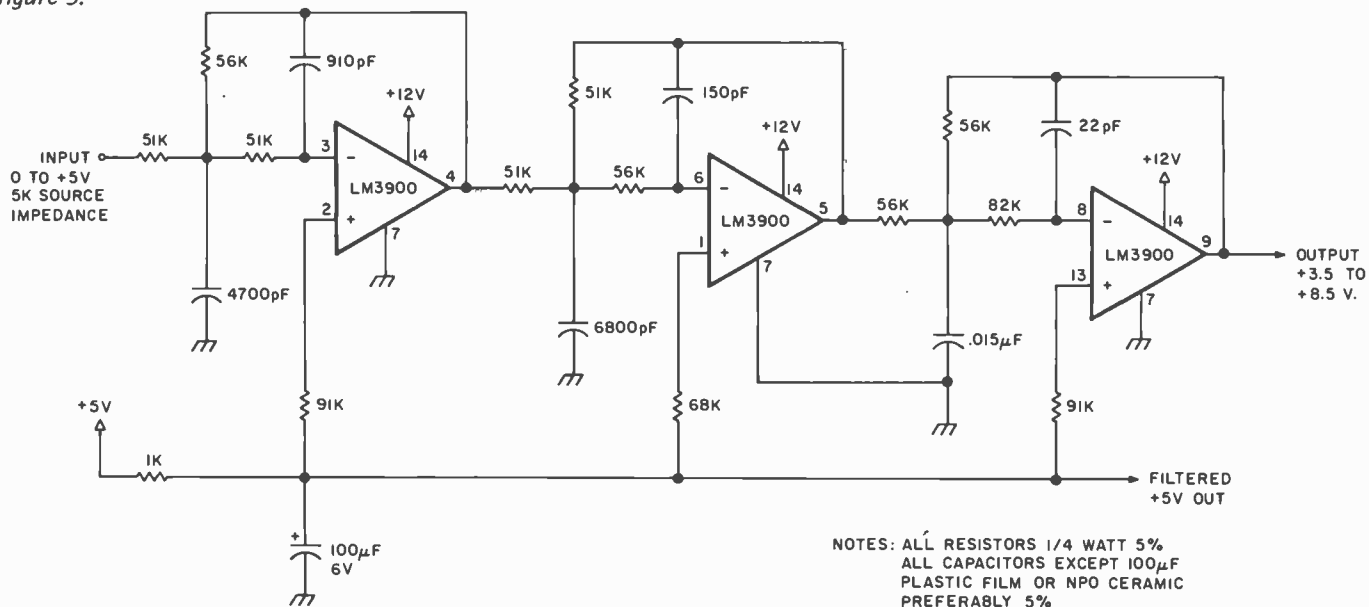 Figure 5.
56K
910pF
+12V
51K
150pF
+12V
56K
22pF
+12V
INPUT
0 TO +5V
5K SOURCE
IMPEDANCE
51K
51K
3
-
14
LM3900
4
2
+
7
51K
56K
6
-
14
LM3900
5
1
+
7
56K
82K
8
-
14
LM3900
9
13
+
7
OUTPUT
+3.5 TO
+8.5 V.
4700pF
6800pF
.015µF
+5V
1K
91K
68K
91K
FILTERED
+5V OUT
+
100µF
6V
NOTES: ALL RESISTORS 1/4 WATT 5%
ALL CAPACITORS EXCEPT 100µF
PLASTIC FILM OR NPO CERAMIC
PREFERABLY 5%